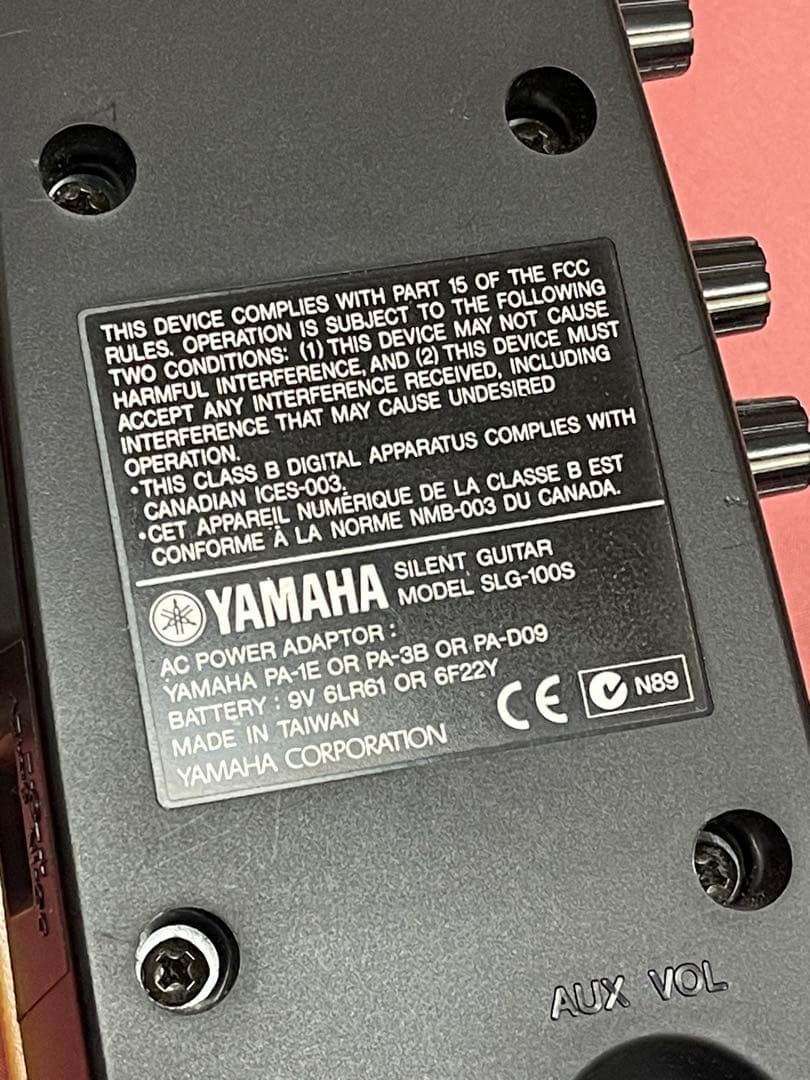 THIS DEVICE COMPLIES WITH PART 15 OF THE FCC
RULES. OPERATION IS SUBJECT TO THE FOLLOWING
TWO CONDITIONS: (1) THIS DEVICE MAY NOT CAUSE
HARMFUL INTERFERENCE, AND (2) THIS DEVICE MUST
ACCEPT ANY INTERFERENCE RECEIVED, INCLUDING
INTERFERENCE THAT MAY CAUSE UNDESIRED
OPERATION.
•THIS CLASS B DIGITAL APPARATUS COMPLIES WITH
CANADIAN ICES-003.
•CET APPAREIL NUMÉRIQUE DE LA CLASSE B EST
CONFORME À LA NORME NMB-003 DU CANADA.
YAMAHA SILENT GUITAR
MODEL SLG-100S
AC POWER ADAPTOR :
YAMAHA PA-1E OR PA-3B OR PA-D09
BATTERY : 9V 6LR61 OR 6F22Y
MADE IN TAIWAN
YAMAHA CORPORATION
CE N89
AUX VOL